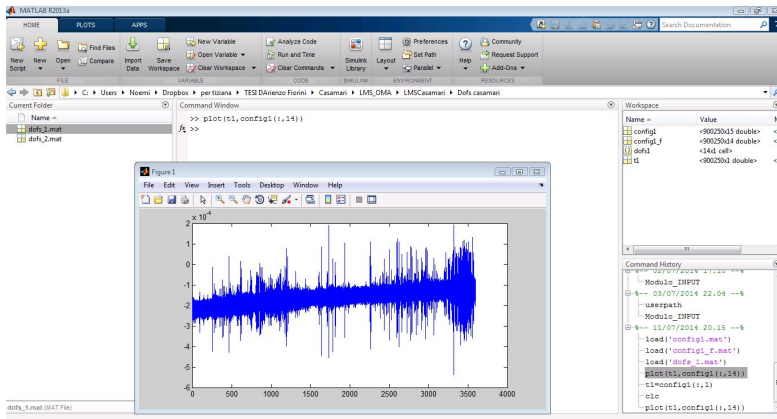 MATLAB R2013a
HOME PLOTS APPS
Search Documentation
New Script
New
Open
Find Files
Compare
Import Data
Save Workspace
New Variable
Open Variable
Clear Workspace
Analyze Code
Run and Time
Clear Commands
Simulink Library
Layout
Preferences
Set Path
Parallel
Help
Community
Request Support
Add-Ons
FILE VARIABLE CODE SIMULINK ENVIRONMENT RESOURCES
C: Users Noemi Dropbox per tiziana TESI DArienzo Fiorini Casamari LMS_OMA LMSCasamari Dofs casamari
Current Folder
Name
dofs_1.mat
dofs_2.mat
dofs_1.mat (MAT File)
Command Window
>> plot(t1,config1(:,14))
fx >>
Figure 1
File Edit View Insert Tools Desktop Window Help
x 10^-4
2
1
0
-1
-2
-3
-4
-5
-6
0 500 1000 1500 2000 2500 3000 3500 4000
Workspace
Name Value
config1 <900250x15 double>
config1_f <900250x14 double>
dofs1 <14x1 cell>
t1 <900250x1 double>
Command History
%-- 02/07/2014 17.10 --%
Modulo_INPUT
%-- 03/07/2014 22.04 --%
userpath
Modulo_INPUT
%-- 11/07/2014 20.15 --%
load('config1.mat')
load('config1_f.mat')
load('dofs_1.mat')
plot(t1,config1(:,14))
t1=config1(:,1)
clc
plot(t1,config1(:,14))